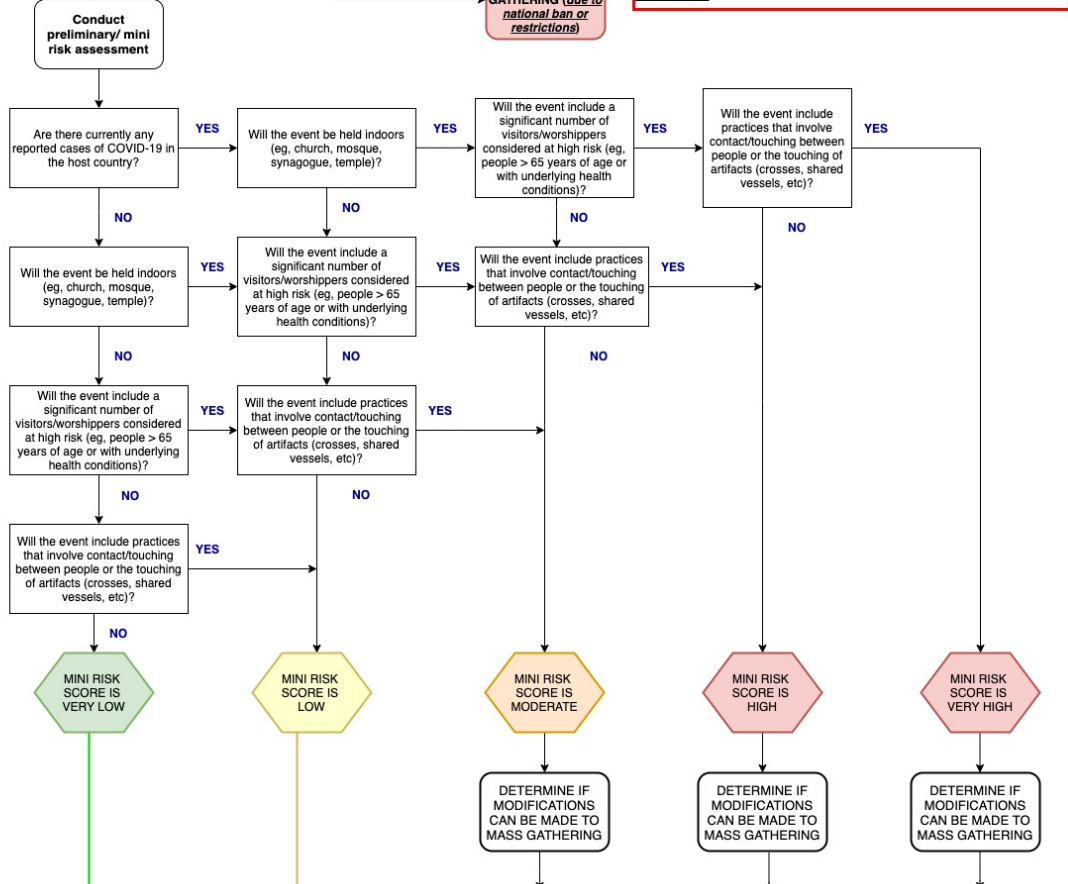 GATHERING (due to
national ban or
restrictions)
Conduct
preliminary/ mini
risk assessment
Are there currently any
reported cases of COVID-19 in
the host country?
YES
Will the event be held indoors
(eg, church, mosque,
synagogue, temple)?
YES
Will the event include a
significant number of
visitors/worshippers
considered at high risk (eg,
people > 65 years of age or
with underlying health
conditions)?
YES
Will the event include
practices that involve
contact/touching between
people or the touching of
artifacts (crosses, shared
vessels, etc)?
YES
NO
NO
NO
NO
Will the event be held indoors
(eg, church, mosque,
synagogue, temple)?
YES
Will the event include a
significant number of
visitors/worshippers considered
at high risk (eg, people > 65
years of age or with underlying
health conditions)?
YES
Will the event include practices
that involve contact/touching
between people or the touching
of artifacts (crosses, shared
vessels, etc)?
YES
NO
NO
NO
Will the event include a
significant number of
visitors/worshippers considered
at high risk (eg, people > 65
years of age or with underlying
health conditions)?
YES
Will the event include practices
that involve contact/touching
between people or the touching
of artifacts (crosses, shared
vessels, etc)?
YES
NO
NO
Will the event include practices
that involve contact/touching
between people or the touching
of artifacts (crosses, shared
vessels, etc)?
YES
NO
MINI RISK
SCORE IS
VERY LOW
MINI RISK
SCORE IS
LOW
MINI RISK
SCORE IS
MODERATE
MINI RISK
SCORE IS
HIGH
MINI RISK
SCORE IS
VERY HIGH
DETERMINE IF
MODIFICATIONS
CAN BE MADE TO
MASS GATHERING
DETERMINE IF
MODIFICATIONS
CAN BE MADE TO
MASS GATHERING
DETERMINE IF
MODIFICATIONS
CAN BE MADE TO
MASS GATHERING